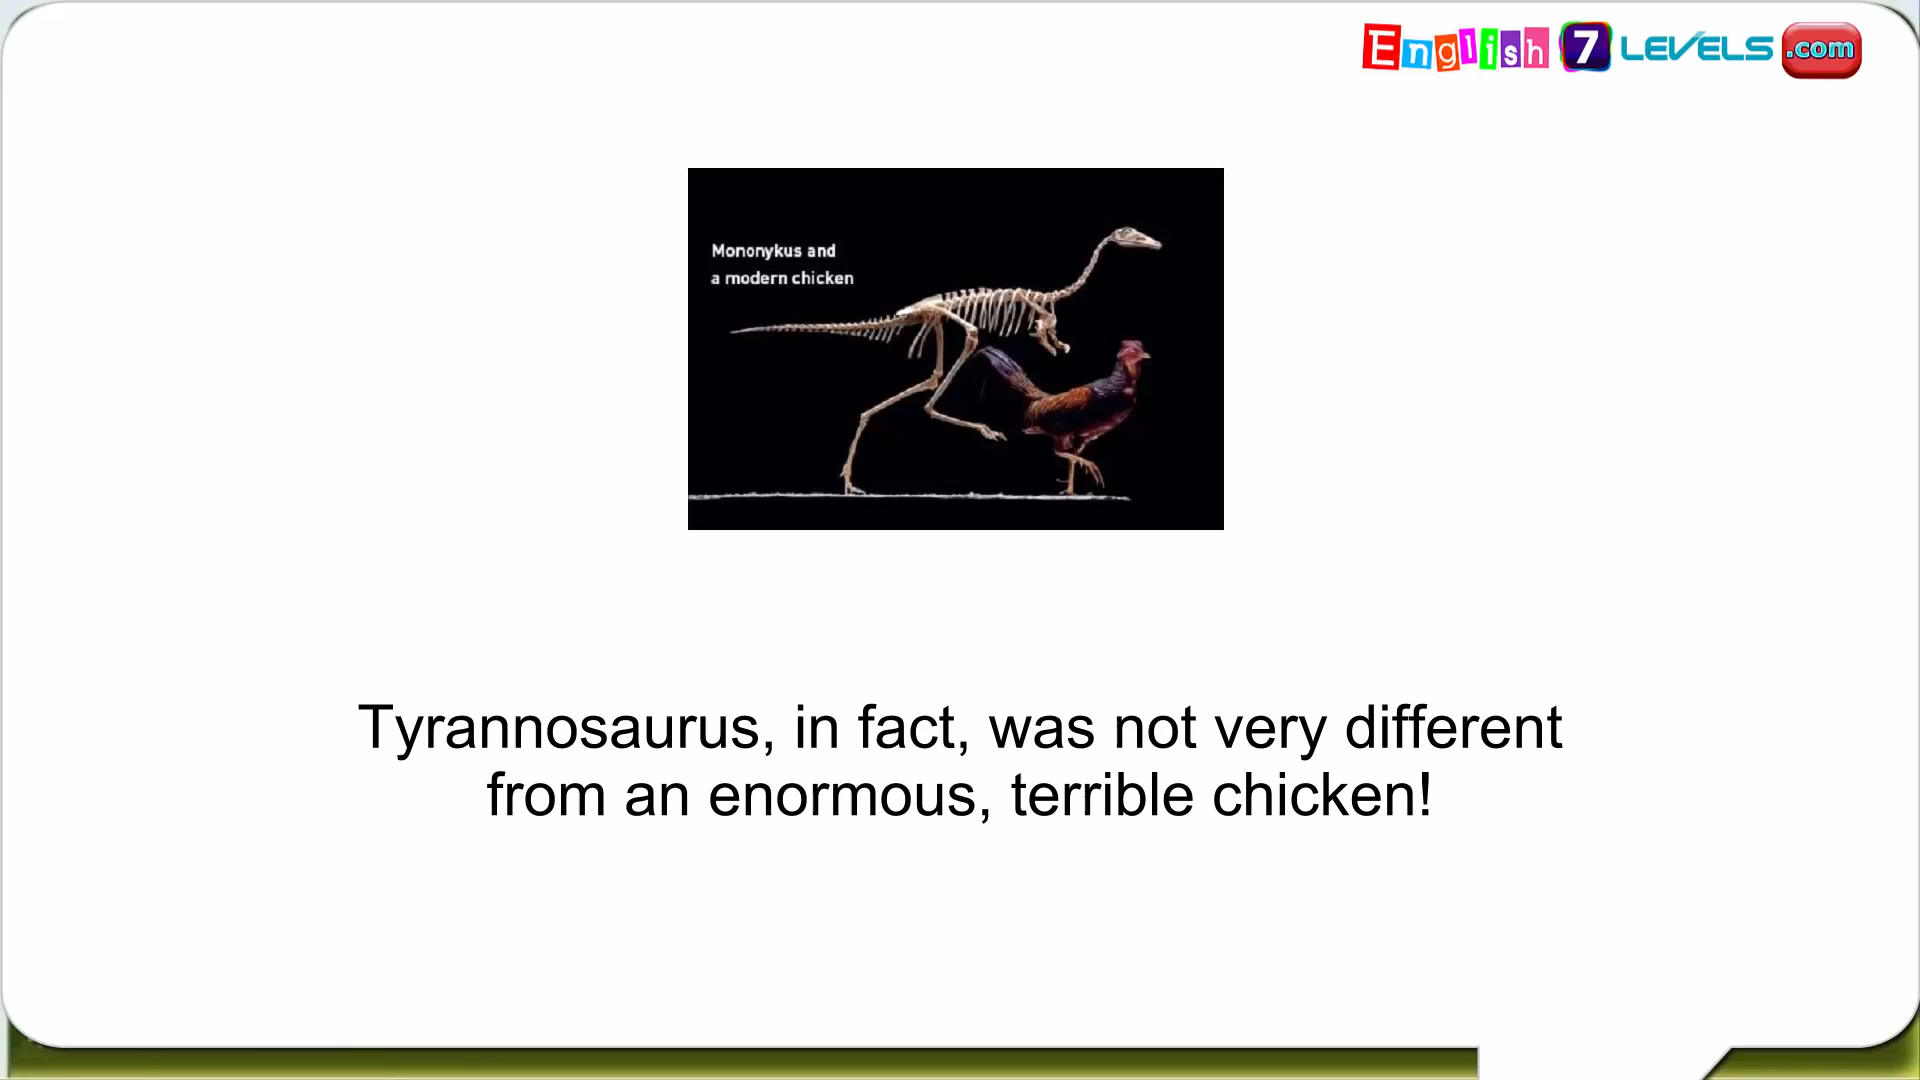 English 7 LEVELS .com
Mononykus and
a modern chicken
Tyrannosaurus, in fact, was not very different
from an enormous, terrible chicken!